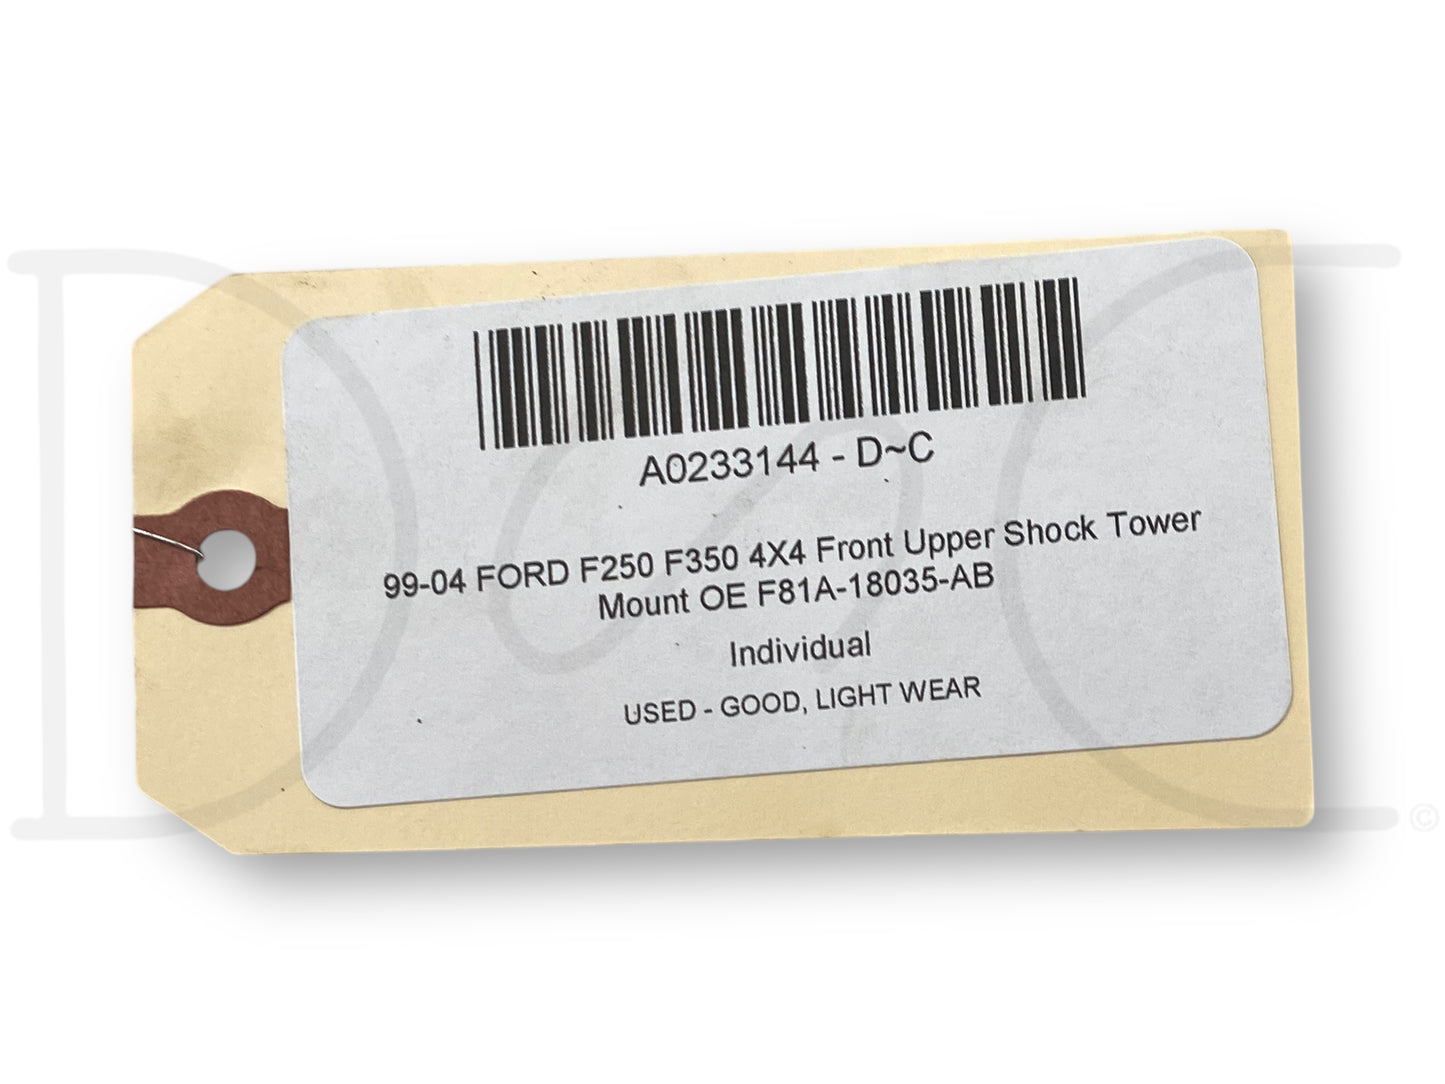 A0233144 - D~C
99-04 FORD F250 F350 4X4 Front Upper Shock Tower
Mount OE F81A-18035-AB
Individual
USED - GOOD, LIGHT WEAR
D~C
©